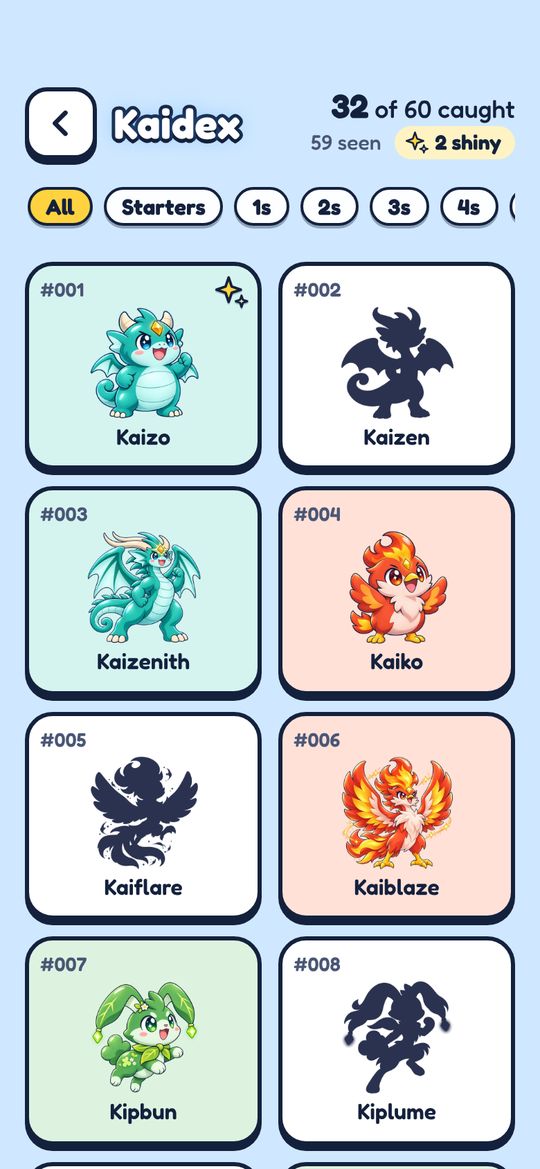 Kaidex
32 of 60 caught
59 seen
2 shiny
All
Starters
1s
2s
3s
4s
#001
Kaizo
#002
Kaizen
#003
Kaizenith
#004
Kaiko
#005
Kaiflare
#006
Kaiblaze
#007
Kipbun
#008
Kiplume